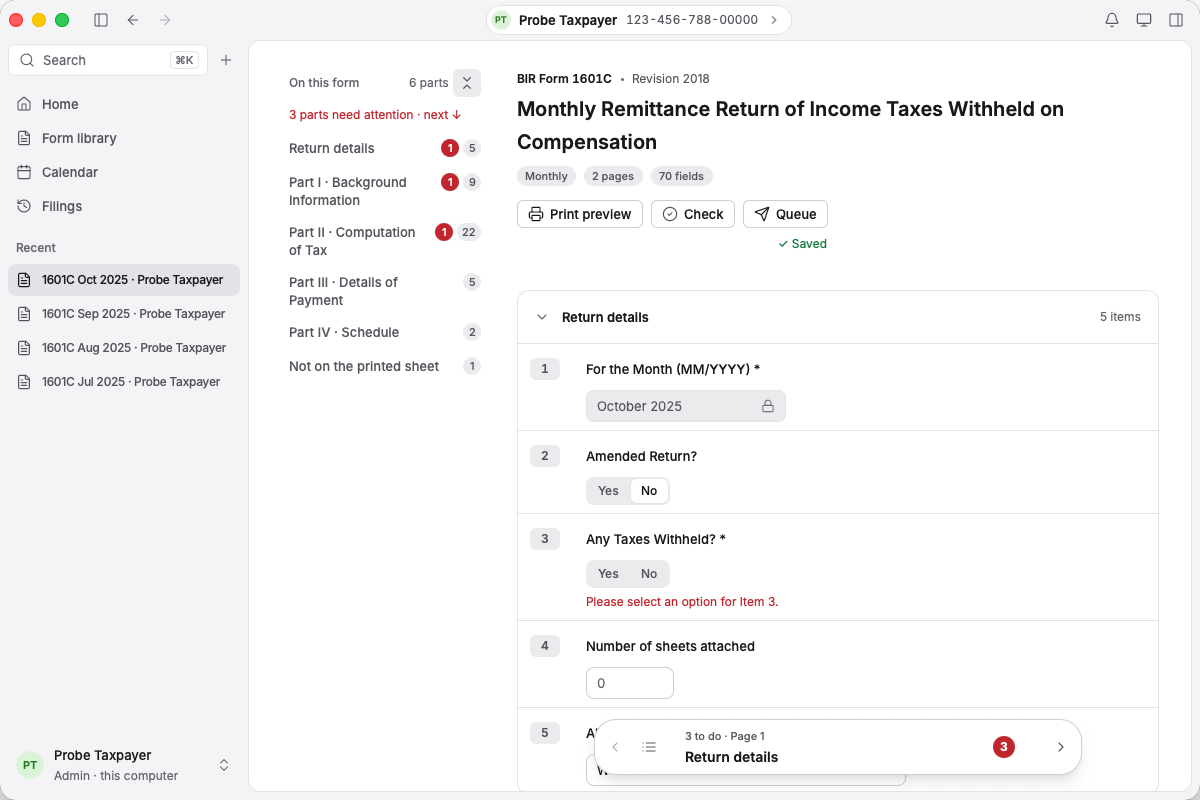 PT Probe Taxpayer 123-456-788-00000
Search ⌘K
Home
Form library
Calendar
Filings
Recent
1601C Oct 2025 · Probe Taxpayer
1601C Sep 2025 · Probe Taxpayer
1601C Aug 2025 · Probe Taxpayer
1601C Jul 2025 · Probe Taxpayer
PT
Probe Taxpayer
Admin · this computer
On this form 6 parts
3 parts need attention · next ↓
Return details 1 5
Part I · Background 1 9
Information
Part II · Computation 1 22
of Tax
Part III · Details of 5
Payment
Part IV · Schedule 2
Not on the printed sheet 1
BIR Form 1601C • Revision 2018
Monthly Remittance Return of Income Taxes Withheld on
Compensation
Monthly 2 pages 70 fields
Print preview Check Queue
✓ Saved
Return details 5 items
1 For the Month (MM/YYYY) *
October 2025
2 Amended Return?
Yes No
3 Any Taxes Withheld? *
Yes No
Please select an option for Item 3.
4 Number of sheets attached
0
5
3 to do · Page 1
Return details 3